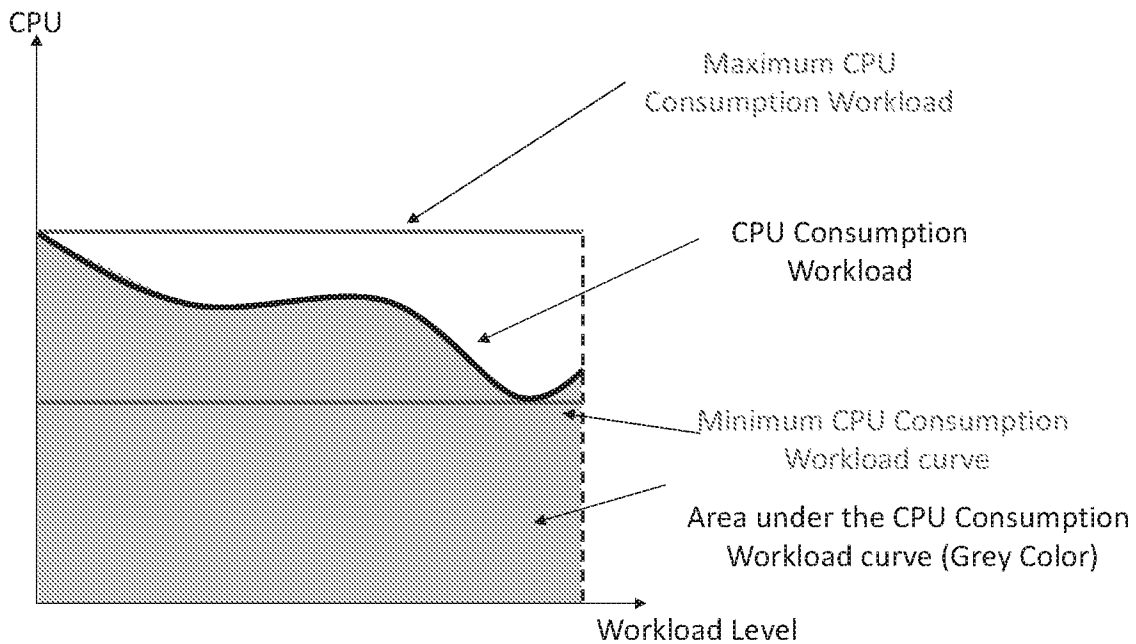 CPU
Maximum CPU
Consumption Workload
CPU Consumption
Workload
Minimum CPU Consumption
Workload curve
Area under the CPU Consumption
Workload curve (Grey Color)
Workload Level